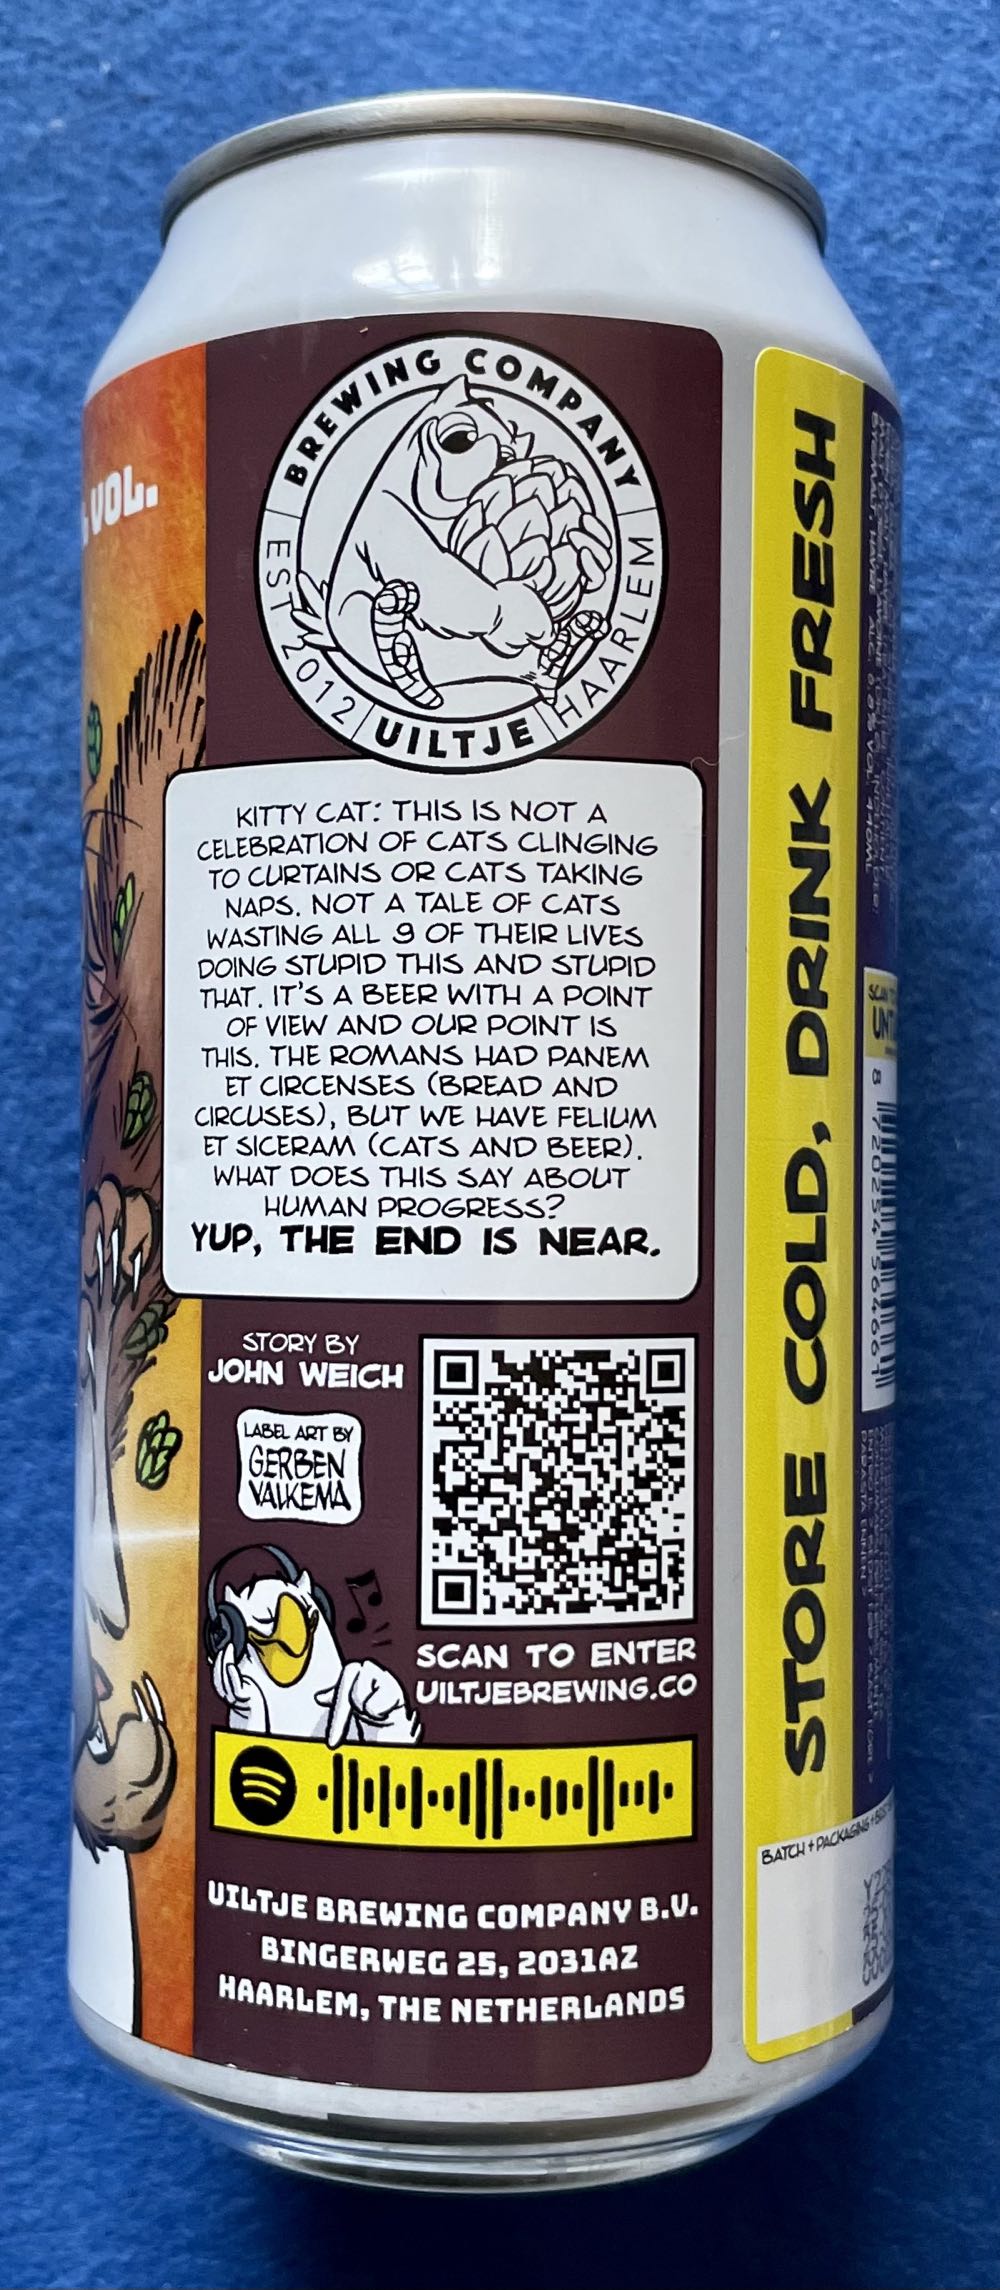 VOL.
BREWING COMPANY
EST. 2012
UILTJE
HAARLEM
KITTY CAT: THIS IS NOT A
CELEBRATION OF CATS CLINGING
TO CURTAINS OR CATS TAKING
NAPS. NOT A TALE OF CATS
WASTING ALL 9 OF THEIR LIVES
DOING STUPID THIS AND STUPID
THAT. IT'S A BEER WITH A POINT
OF VIEW AND OUR POINT IS
THIS. THE ROMANS HAD PANEM
ET CIRCENSES (BREAD AND
CIRCUSES), BUT WE HAVE FELIUM
ET SICERAM (CATS AND BEER).
WHAT DOES THIS SAY ABOUT
HUMAN PROGRESS?
YUP, THE END IS NEAR.
STORY BY
JOHN WEICH
LABEL ART BY
GERBEN
VALKEMA
SCAN TO ENTER
UILTJEBREWING.CO
UILTJE BREWING COMPANY B.V.
BINGERWEG 25, 2031AZ
HAARLEM, THE NETHERLANDS
STORE COLD, DRINK FRESH
BATCH + PACKAGING +
440ML
SCAN
8 720254 564661